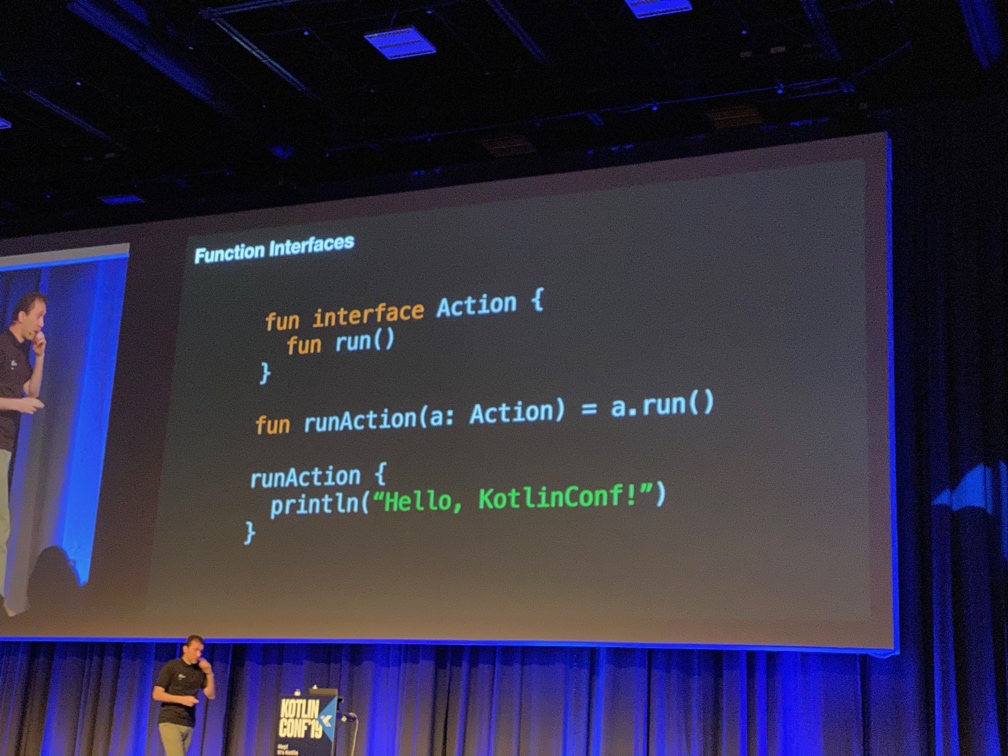 Function Interfaces
fun interface Action {
fun run()
}
fun runAction(a: Action) = a.run()
runAction {
println(“Hello, KotlinConf!”)
}
KOTLIN
CONF'19